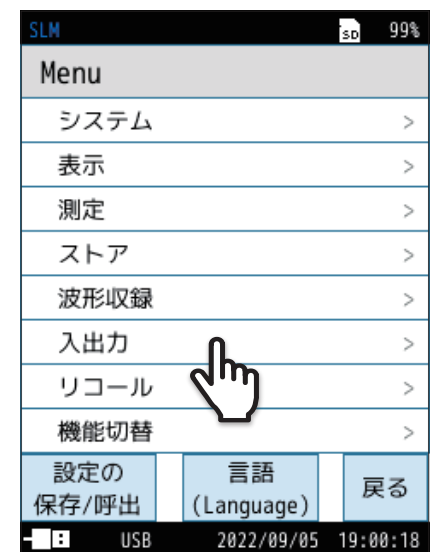 SLM
SD 99%
Menu
システム >
表示 >
測定 >
ストア >
波形収録 >
入出力 >
リコール >
機能切替 >
設定の
保存/呼出
言語
(Language)
戻る
USB 2022/09/05 19:00:18